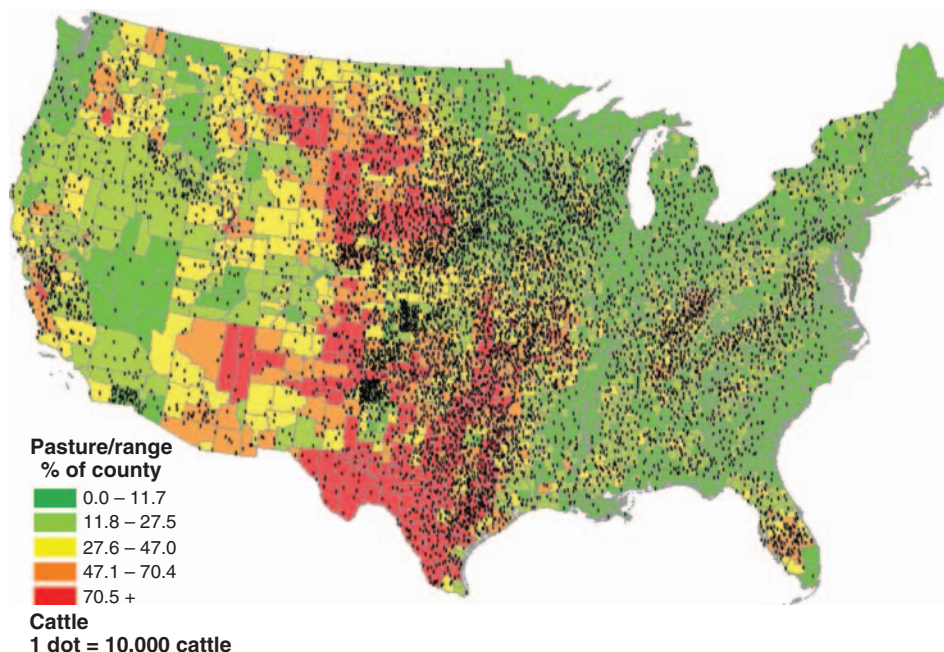 Pasture/range
% of county
0.0 – 11.7
11.8 – 27.5
27.6 – 47.0
47.1 – 70.4
70.5 +
Cattle
1 dot = 10.000 cattle